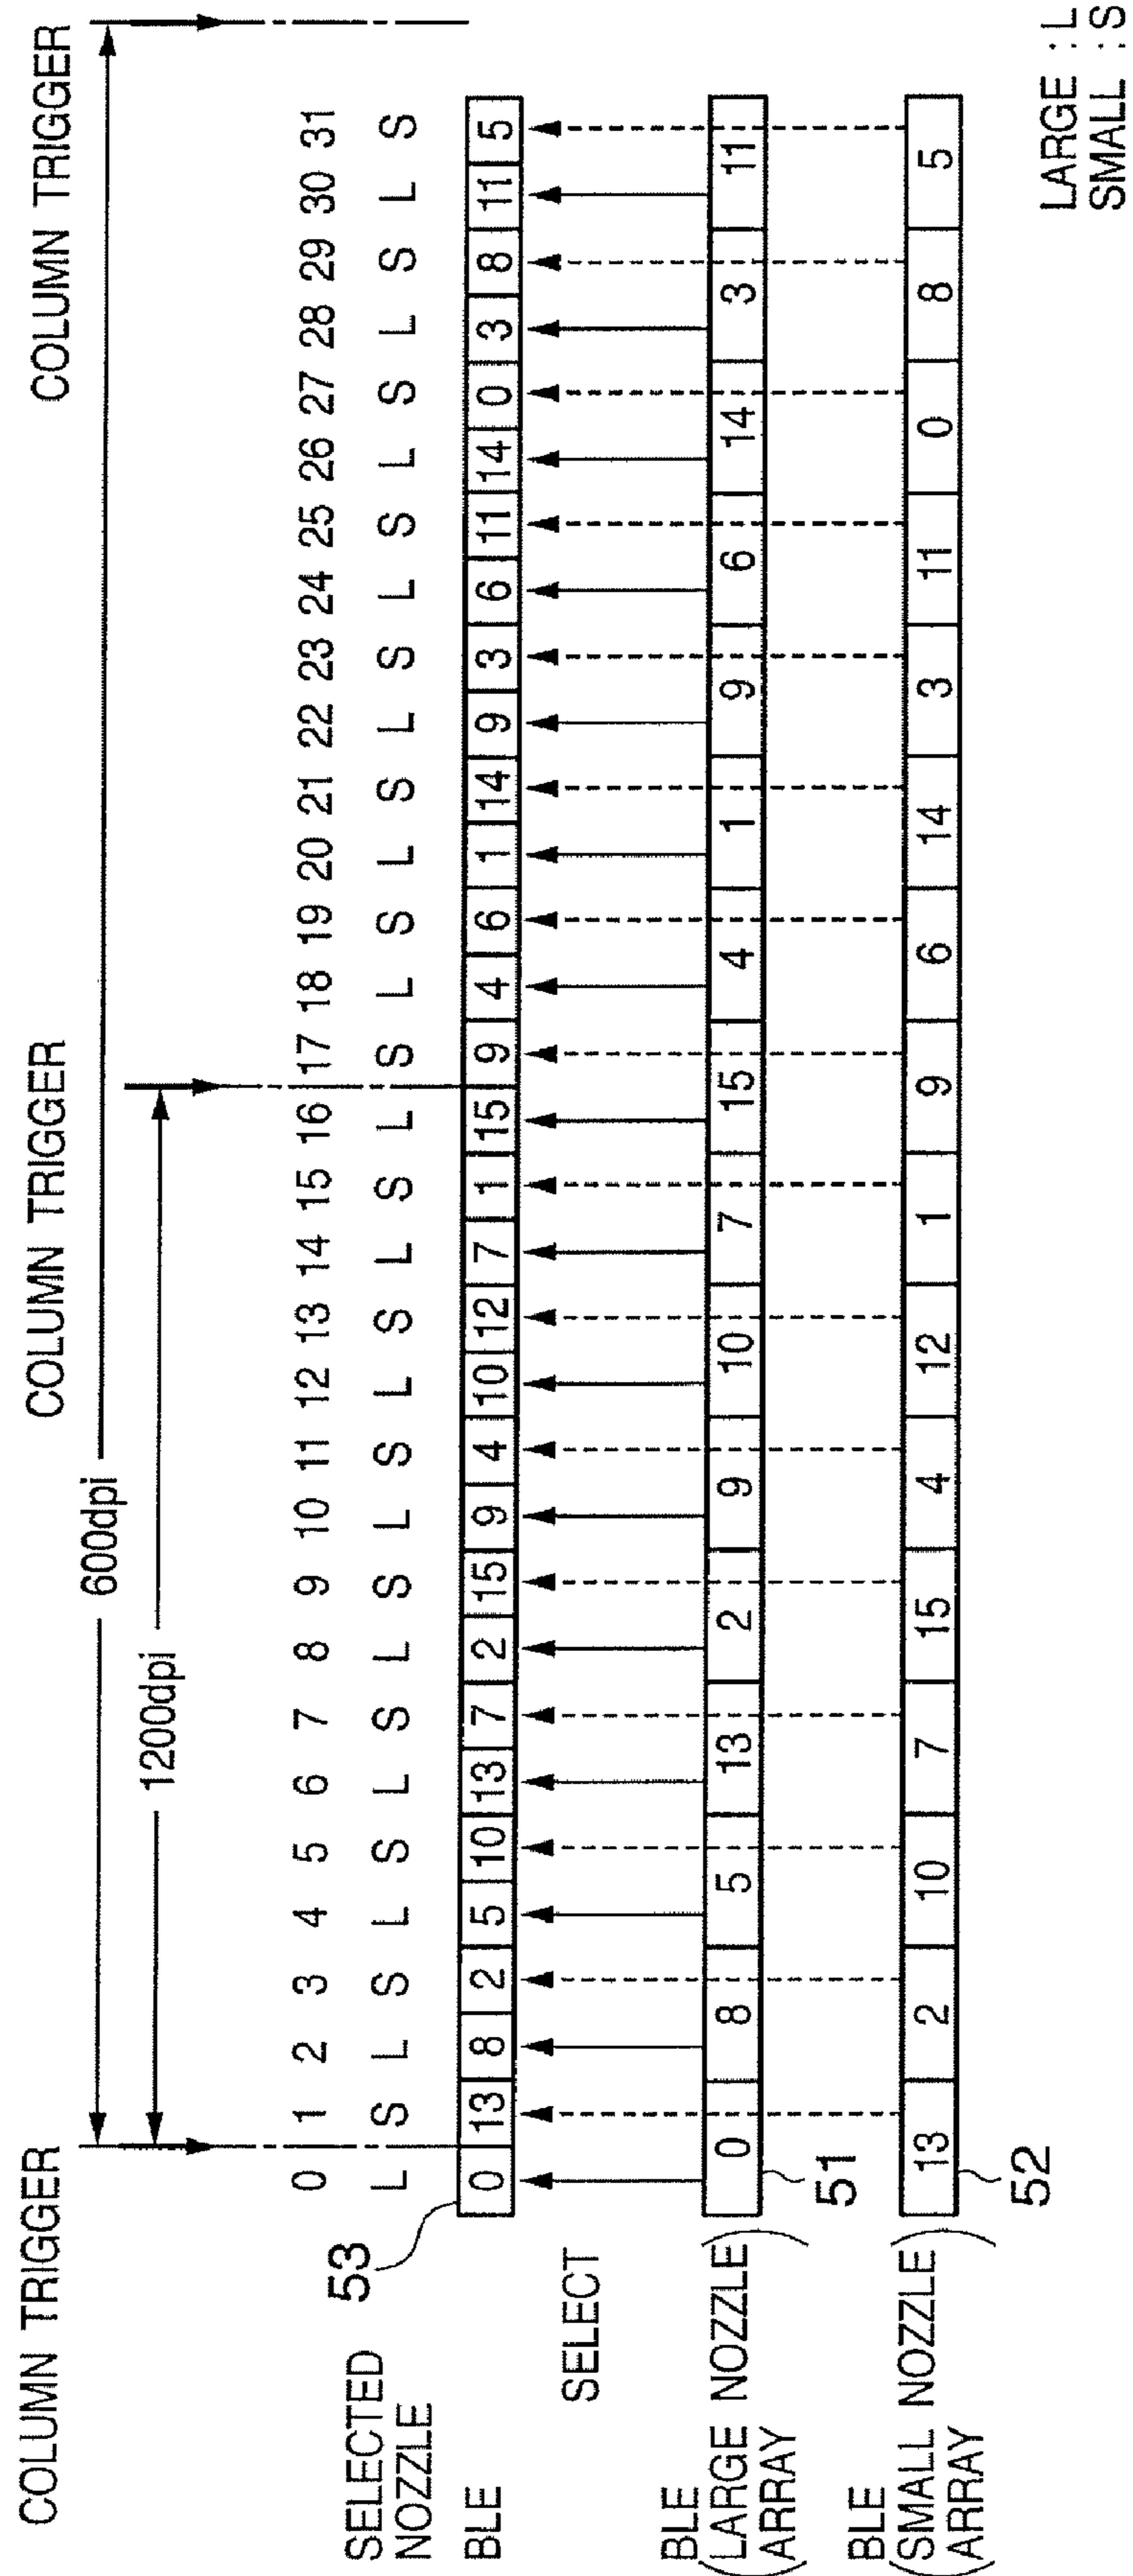 COLUMN TRIGGER COLUMN TRIGGER COLUMN TRIGGER
600dpi
1200dpi
0 1 2 3 4 5 6 7 8 9 10 11 12 13 14 15 16 17 18 19 20 21 22 23 24 25 26 27 28 29 30 31
53
SELECTED
NOZZLE
L S L S L S L S L S L S L S L S L S L S L S L S L S L S L S L S
BLE 0 13 8 2 5 10 13 7 2 15 9 4 10 12 7 1 15 9 4 6 1 14 9 3 6 11 14 0 3 8 11 5
SELECT
BLE
(LARGE NOZZLE
ARRAY)
0 8 5 13 2 9 10 7 15 4 1 9 6 14 3 11
51
BLE
(SMALL NOZZLE
ARRAY)
13 2 10 7 15 4 12 1 9 6 14 3 11 0 8 5
52
LARGE : L
SMALL : S